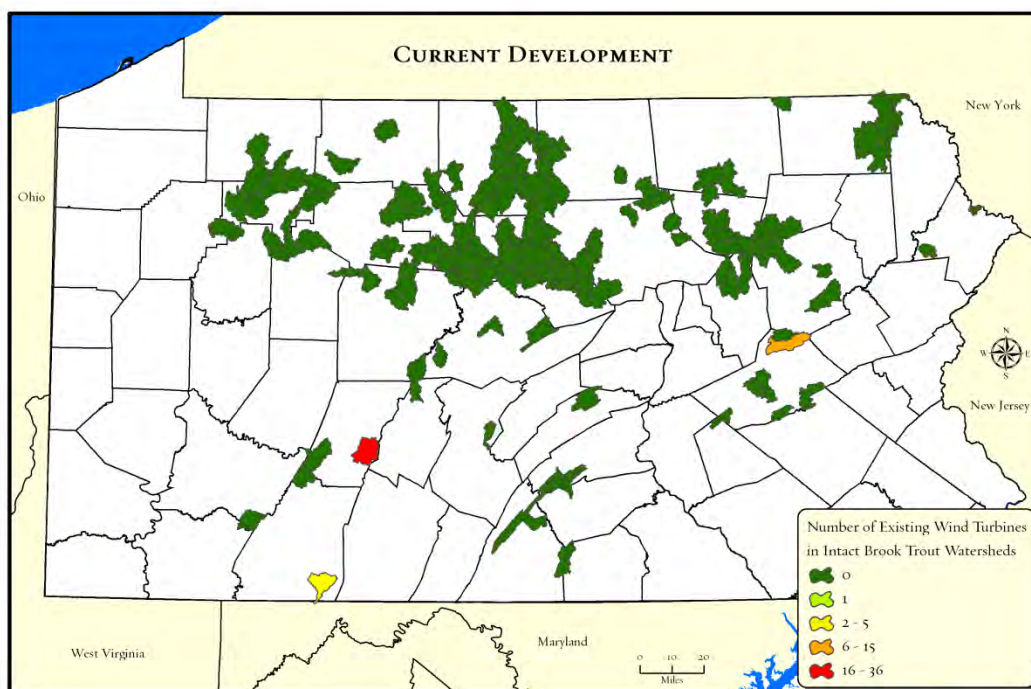 CURRENT DEVELOPMENT
New York
Ohio
N
W E
S
New Jersey
Number of Existing Wind Turbines
in Intact Brook Trout Watersheds
0
1
2 - 5
6 - 15
16 - 36
Maryland
West Virginia
0 10 20
Miles